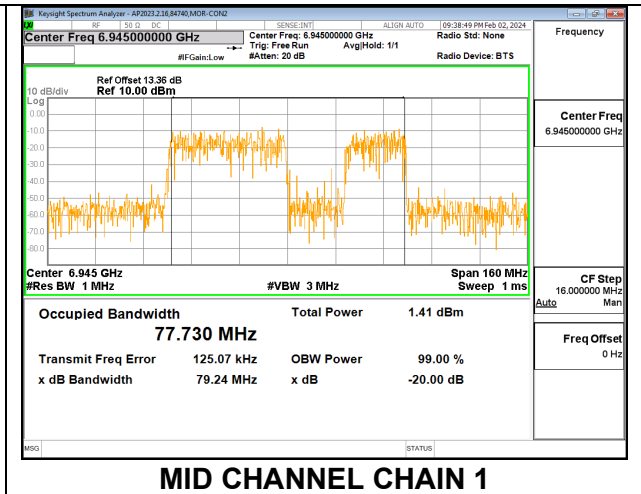 Keysight Spectrum Analyzer - AP2023.2.16,84740,MOR-CON2
RF 50 Ω DC SENSE:INT ALIGN AUTO 09:38:49 PM Feb 02, 2024
Center Freq 6.945000000 GHz
Center Freq: 6.945000000 GHz Radio Std: None
Trig: Free Run Avg|Hold: 1/1
#IFGain:Low #Atten: 20 dB Radio Device: BTS
Frequency
Ref Offset 13.36 dB
10 dB/div Ref 10.00 dBm
Log
0.00
-10.0
-20.0
-30.0
-40.0
-50.0
-60.0
-70.0
-80.0
Center Freq
6.945000000 GHz
Center 6.945 GHz Span 160 MHz
#Res BW 1 MHz #VBW 3 MHz Sweep 1 ms
CF Step
16.000000 MHz
Auto Man
Occupied Bandwidth Total Power 1.41 dBm
77.730 MHz
Freq Offset
0 Hz
Transmit Freq Error 125.07 kHz OBW Power 99.00 %
x dB Bandwidth 79.24 MHz x dB -20.00 dB
MSG STATUS
MID CHANNEL CHAIN 1